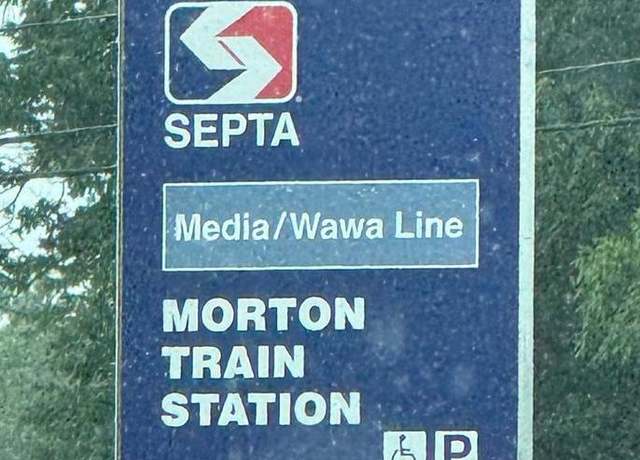 SEPTA
Media/Wawa Line
MORTON
TRAIN
STATION
P